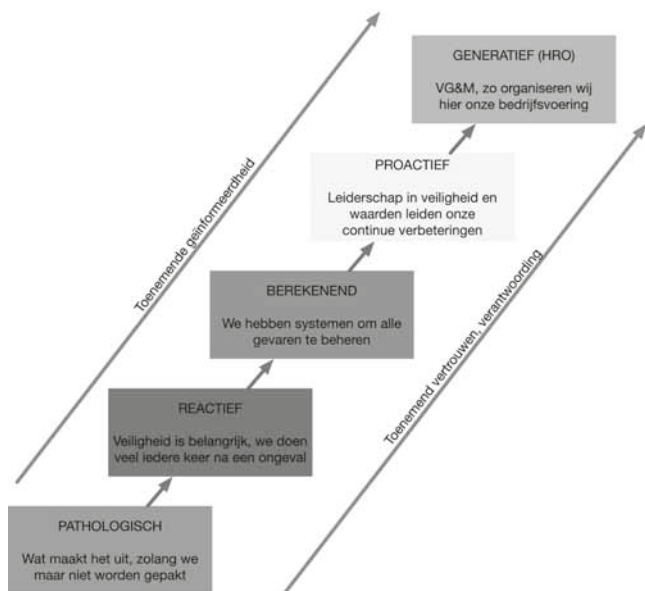 GENERATIEF (HRO)
VG&M, zo organiseren wij
hier onze bedrijfsvoering
PROACTIEF
Leiderschap in veiligheid en
waarden leiden onze
continue verbeteringen
Toenemende geïnformeerdheid
BEREKENEND
We hebben systemen om alle
gevaren te beheren
Toenemend vertrouwen, verantwoording
REACTIEF
Veiligheid is belangrijk, we doen
veel iedere keer na een ongeval
PATHOLOGISCH
Wat maakt het uit, zolang we
maar niet worden gepakt